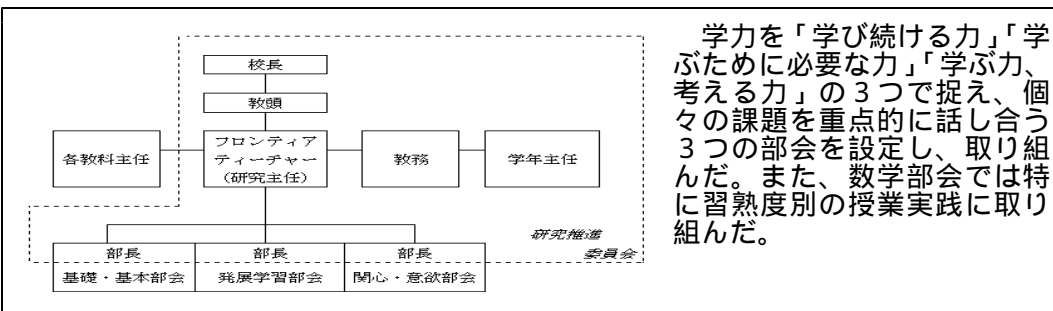 校長
教頭
各教科主任
フロンティア
ティーチャー
(研究主任)
教務
学年主任
研究推進
委員会
部長
部長
部長
基礎・基本部会
発展学習部会
関心・意欲部会
学力を「学び続ける力」「学
ぶために必要な力」「学ぶ力、
考える力」の3つで捉え、個
々の課題を重点的に話し合う
3つの部会を設定し、取り組
んだ。また、数学部会では特
に習熟度別の授業実践に取り
組んだ。